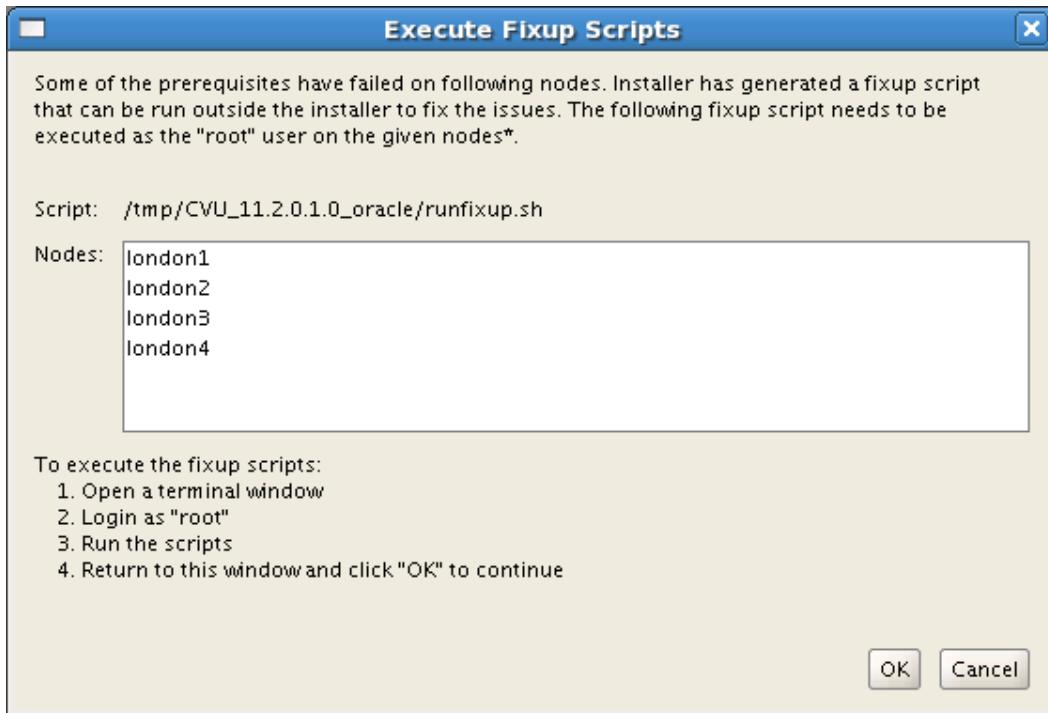 Execute Fixup Scripts
Some of the prerequisites have failed on following nodes. Installer has generated a fixup script
that can be run outside the installer to fix the issues. The following fixup script needs to be
executed as the "root" user on the given nodes*.
Script: /tmp/CVU_11.2.0.1.0_oracle/runfixup.sh
Nodes: london1
london2
london3
london4
To execute the fixup scripts:
1. Open a terminal window
2. Login as "root"
3. Run the scripts
4. Return to this window and click "OK" to continue
OK Cancel